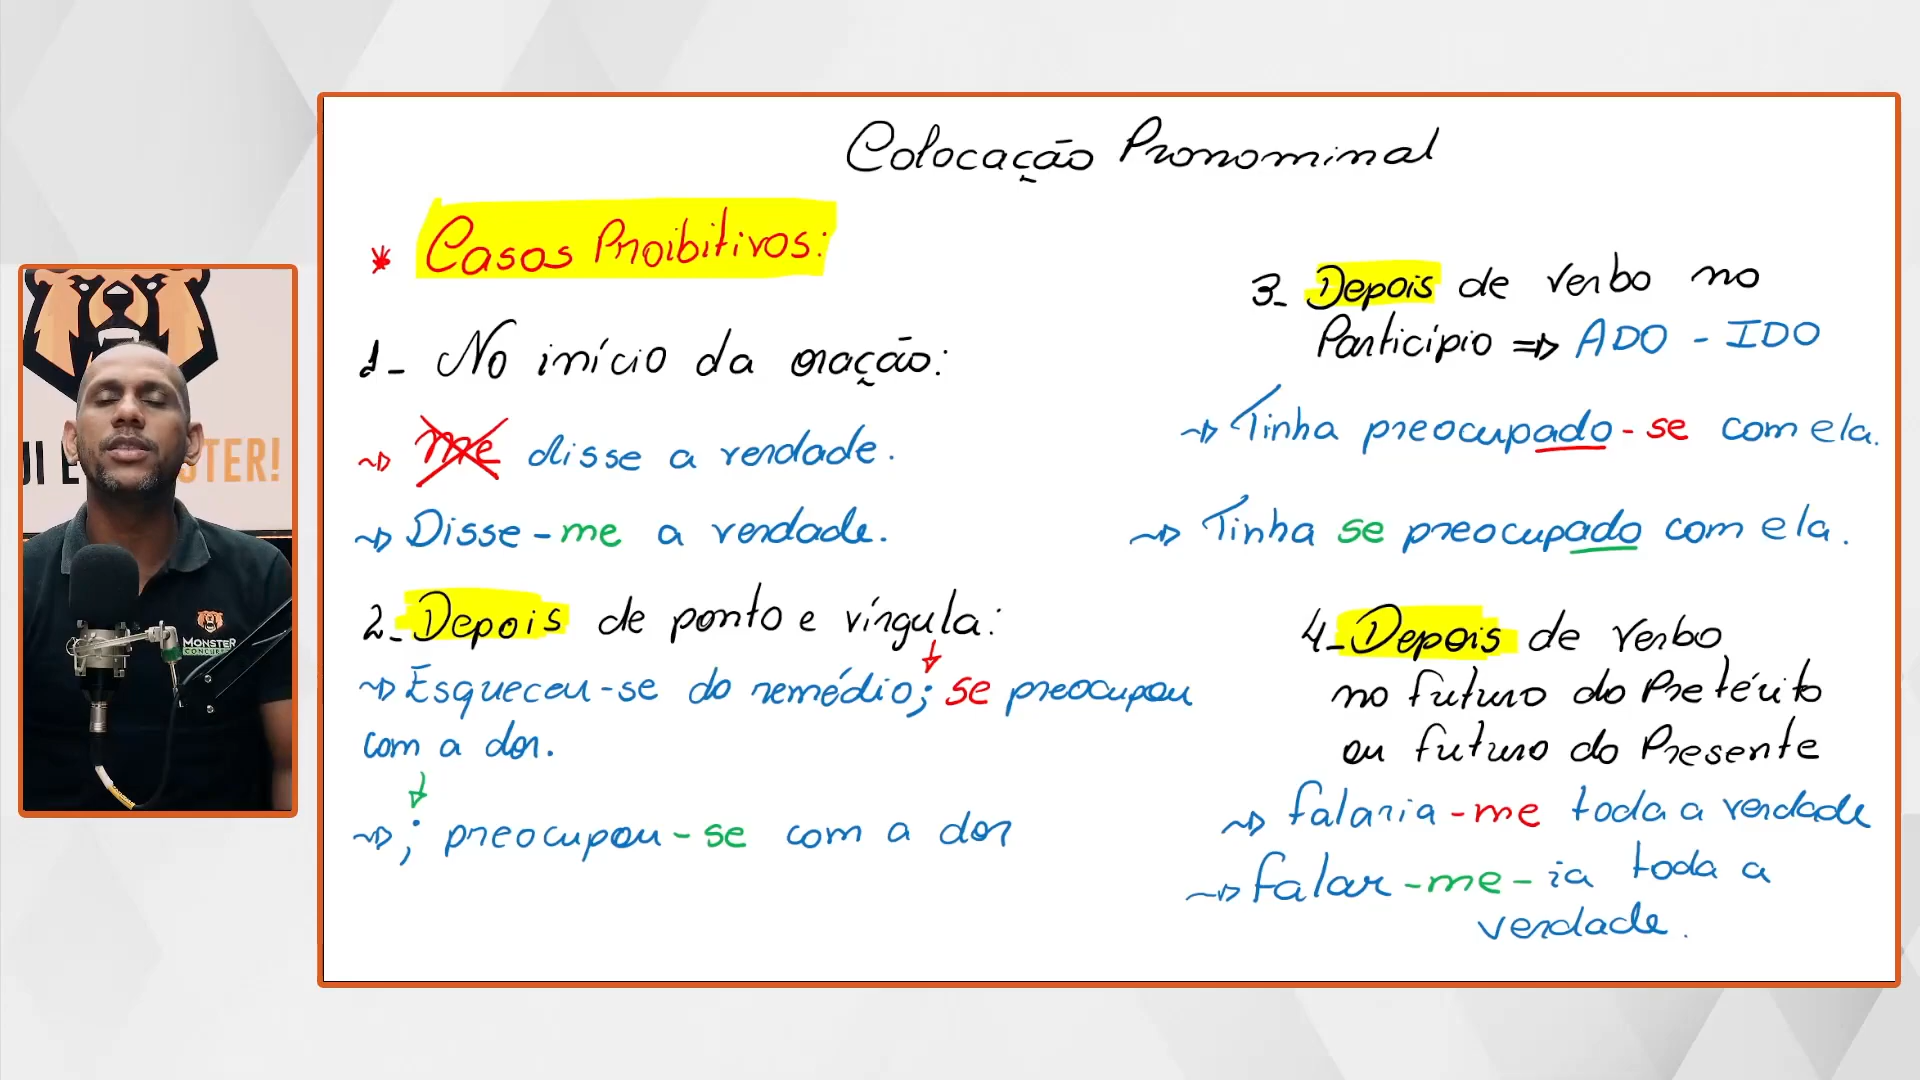 Colocação Pronominal
* Casos Proibitivos:
1- No início da oração:
me disse a verdade.
Disse-me a verdade.
2- Depois de ponto e vírgula:
Esqueceu-se do remédio; se preocupou
com a dor.
; preocupou-se com a dor
3- Depois de verbo no
Particípio => ADO - IDO
Tinha preocupado-se com ela.
Tinha se preocupado com ela.
4- Depois de verbo
no futuro do Pretérito
ou futuro do Presente
falaria-me toda a verdade
falar-me-ia toda a
verdade.
STER!
MONSTER
CONCURSOS